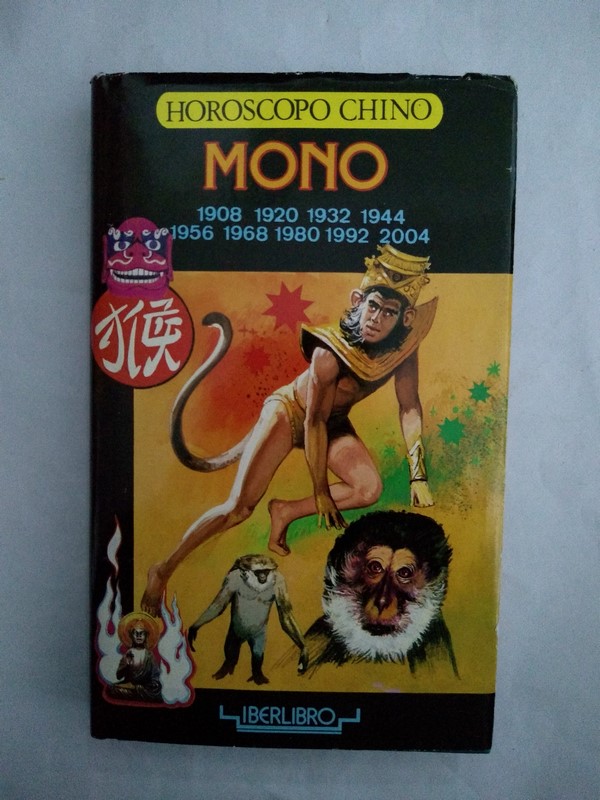 HOROSCOPO CHINO
MONO
1908 1920 1932 1944
1956 1968 1980 1992 2004
猴
IBERLIBRO